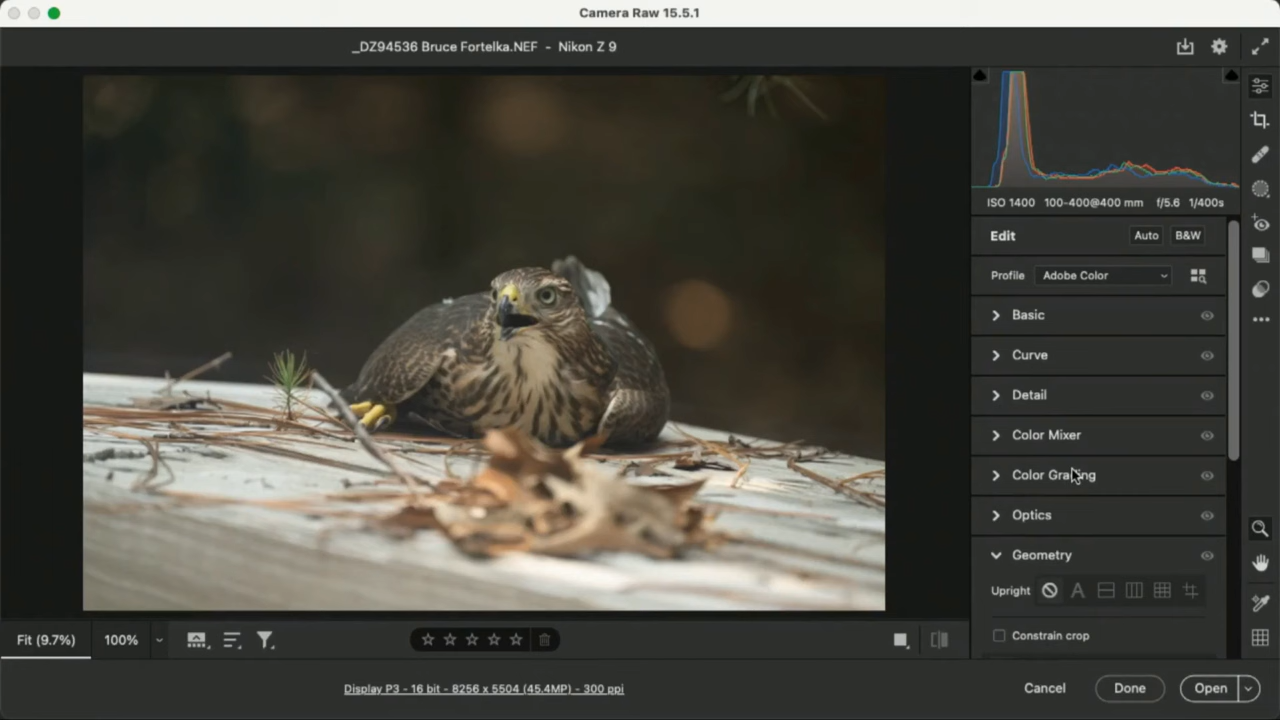 Camera Raw 15.5.1
_DZ94536 Bruce Fortelka.NEF - Nikon Z 9
ISO 1400 100-400@400 mm f/5.6 1/400s
Edit Auto B&W
Profile Adobe Color
Basic
Curve
Detail
Color Mixer
Color Grading
Optics
Geometry
Upright A
Constrain crop
Fit (9.7%) 100%
Display P3 - 16 bit - 8256 x 5504 (45.4MP) - 300 ppi
Cancel Done Open